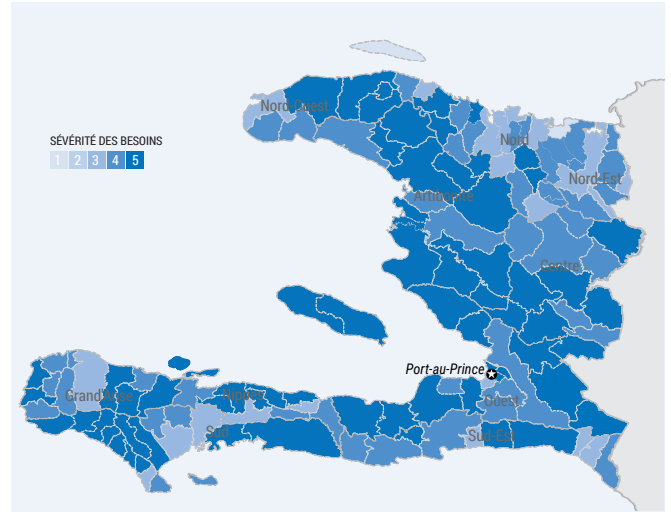 Nord-Ouest
SÉVÉRITÉ DES BESOINS
1 2 3 4 5
Nord
Nord-Est
Artibonite
Centre
Port-au-Prince
Grand'Anse
Nippes
Ouest
Sud
Sud-Est